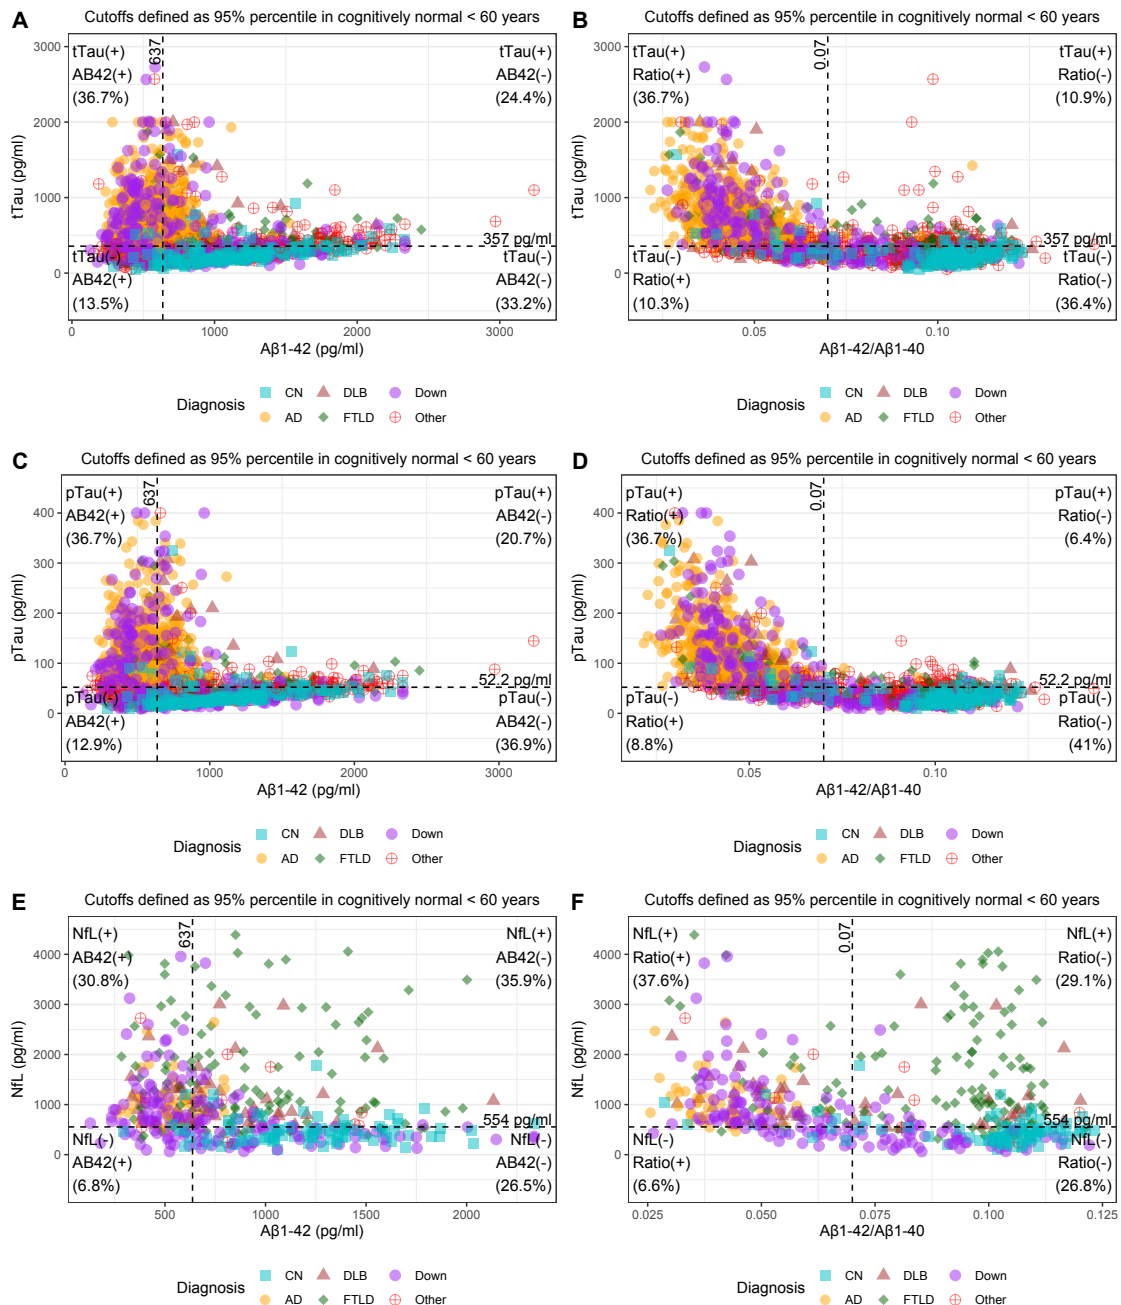 A
Cutoffs defined as 95% percentile in cognitively normal < 60 years
tTau(+)
AB42(+)
(36.7%)
637
tTau(+)
AB42(-)
(24.4%)
3000
2000
1000
0
tTau (pg/ml)
357 pg/ml
tTau(-)
AB42(+)
(13.5%)
tTau(-)
AB42(-)
(33.2%)
0 1000 2000 3000
Aβ1-42 (pg/ml)
Diagnosis
CN DLB Down
AD FTLD Other
B
Cutoffs defined as 95% percentile in cognitively normal < 60 years
tTau(+)
Ratio(+)
(36.7%)
0.07
tTau(+)
Ratio(-)
(10.9%)
3000
2000
1000
0
tTau (pg/ml)
357 pg/ml
tTau(-)
Ratio(+)
(10.3%)
tTau(-)
Ratio(-)
(36.4%)
0.05 0.10
Aβ1-42/Aβ1-40
Diagnosis
CN DLB Down
AD FTLD Other
C
Cutoffs defined as 95% percentile in cognitively normal < 60 years
pTau(+)
AB42(+)
(36.7%)
637
pTau(+)
AB42(-)
(20.7%)
400
300
200
100
0
pTau (pg/ml)
52.2 pg/ml
pTau(-)
AB42(+)
(12.9%)
pTau(-)
AB42(-)
(36.9%)
0 1000 2000 3000
Aβ1-42 (pg/ml)
Diagnosis
CN DLB Down
AD FTLD Other
D
Cutoffs defined as 95% percentile in cognitively normal < 60 years
pTau(+)
Ratio(+)
(36.7%)
0.07
pTau(+)
Ratio(-)
(6.4%)
400
300
200
100
0
pTau (pg/ml)
52.2 pg/ml
pTau(-)
Ratio(+)
(8.8%)
pTau(-)
Ratio(-)
(41%)
0.05 0.10
Aβ1-42/Aβ1-40
Diagnosis
CN DLB Down
AD FTLD Other
E
Cutoffs defined as 95% percentile in cognitively normal < 60 years
NfL(+)
AB42(+)
(30.8%)
637
NfL(+)
AB42(-)
(35.9%)
4000
3000
2000
1000
0
NfL (pg/ml)
554 pg/ml
NfL(-)
AB42(+)
(6.8%)
NfL(-)
AB42(-)
(26.5%)
500 1000 1500 2000
Aβ1-42 (pg/ml)
Diagnosis
CN DLB Down
AD FTLD Other
F
Cutoffs defined as 95% percentile in cognitively normal < 60 years
NfL(+)
Ratio(+)
(37.6%)
0.07
NfL(+)
Ratio(-)
(29.1%)
4000
3000
2000
1000
0
NfL (pg/ml)
554 pg/ml
NfL(-)
Ratio(+)
(6.6%)
NfL(-)
Ratio(-)
(26.8%)
0.025 0.050 0.075 0.100 0.125
Aβ1-42/Aβ1-40
Diagnosis
CN DLB Down
AD FTLD Other